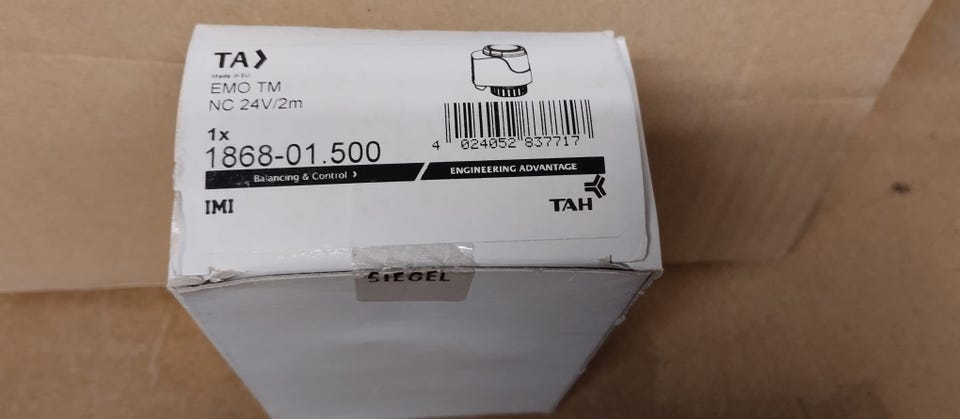 TA
Made in EU
EMO TM
NC 24V/2m
1x
1868-01.500
4 024052 837717
Balancing & Control ›
ENGINEERING ADVANTAGE
IMI
TAH
SIEGEL